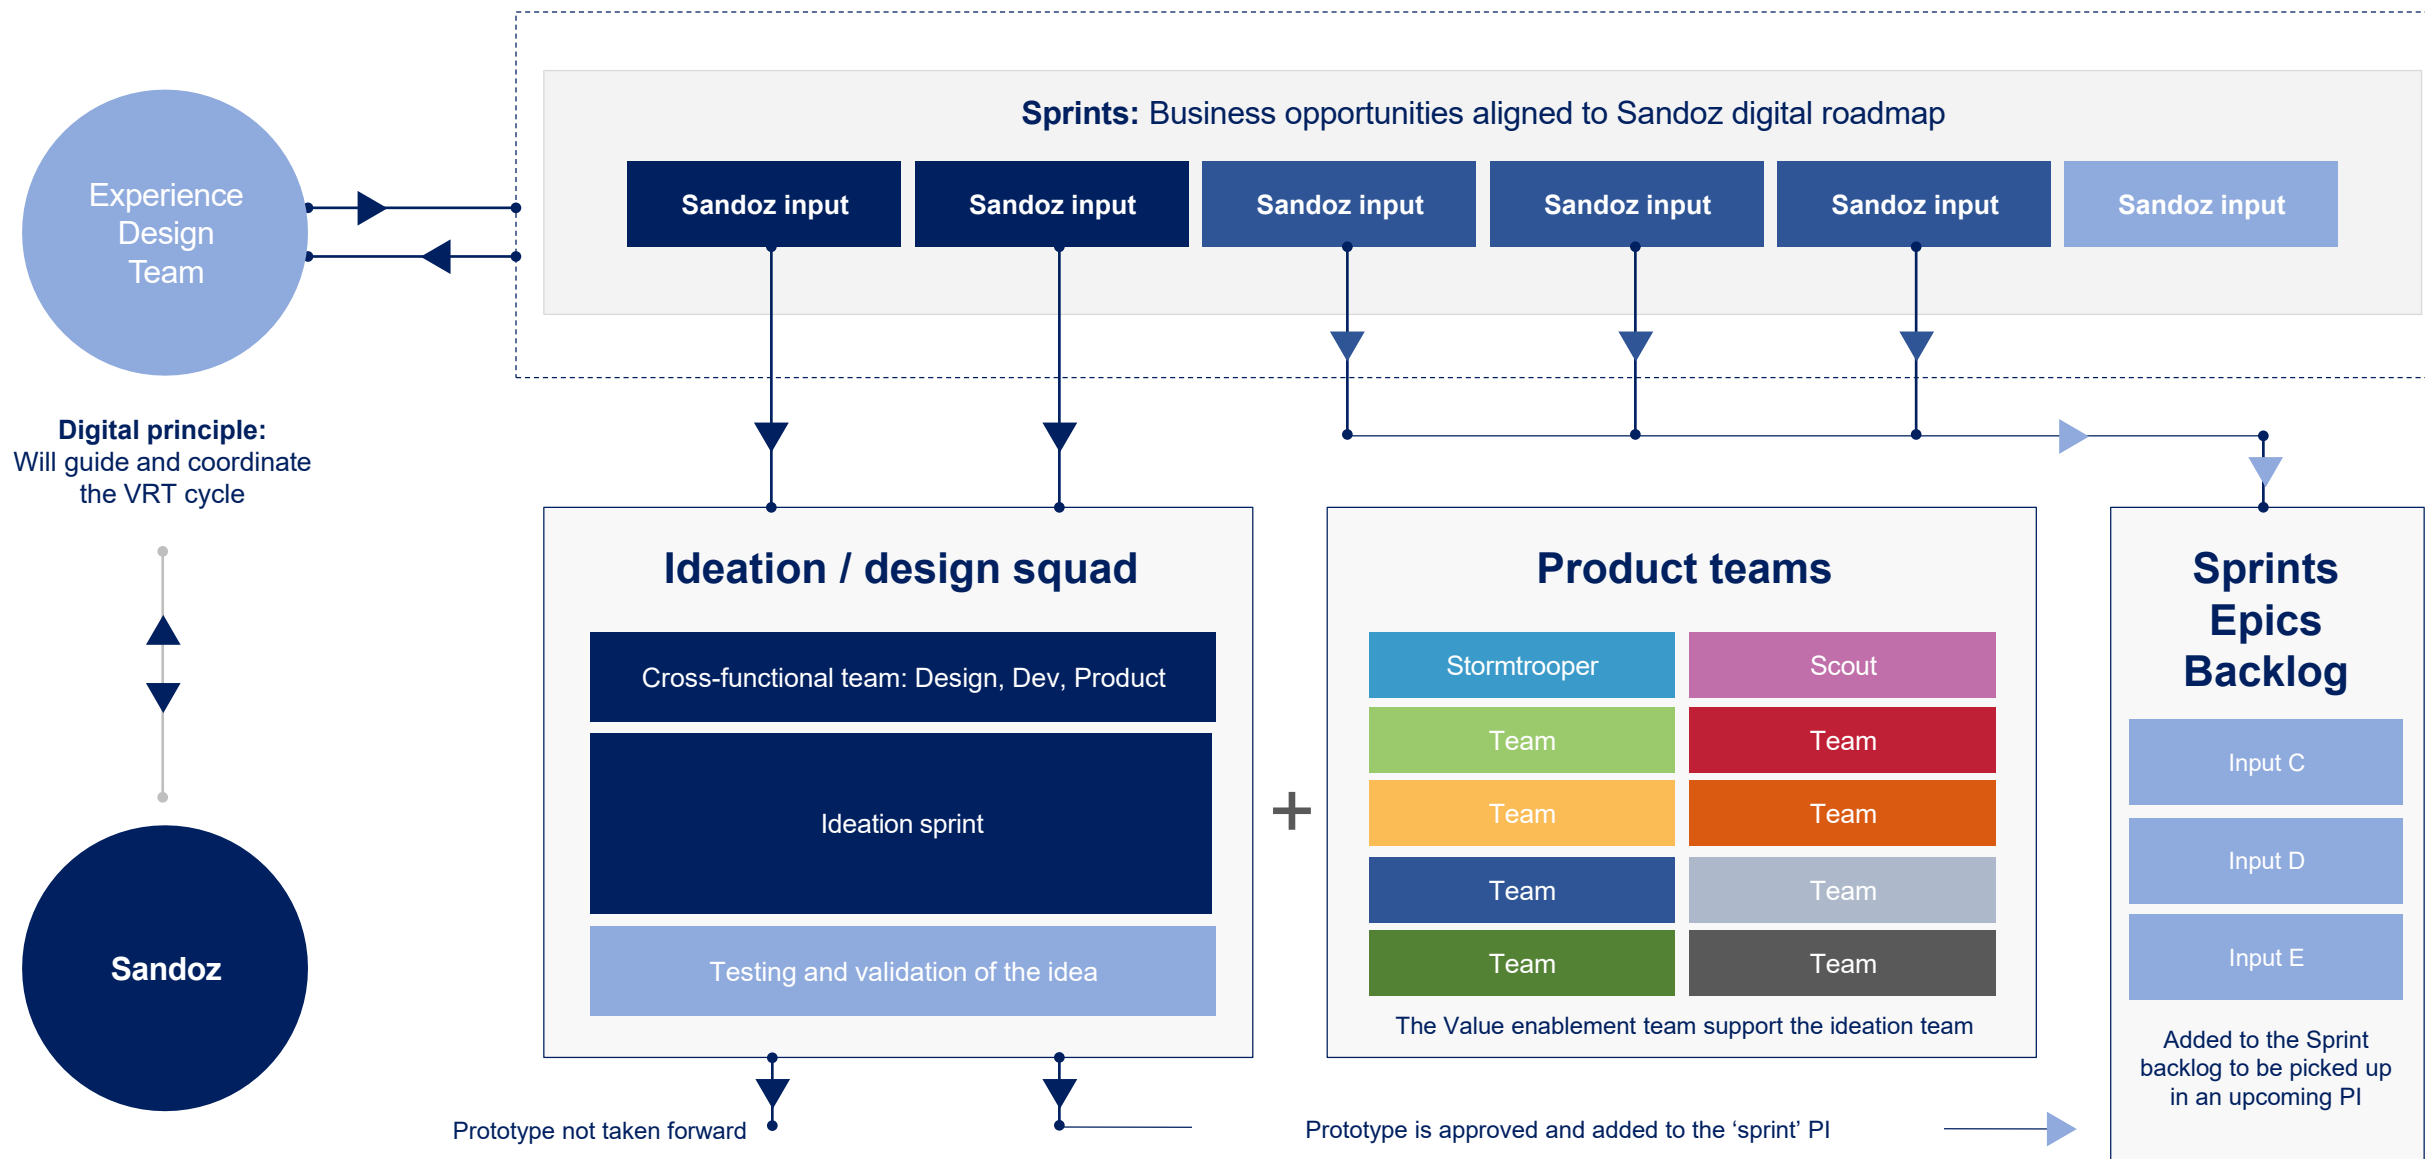 Sprints: Business opportunities aligned to Sandoz digital roadmap
Experience
Design
Team
Sandoz input
Sandoz input
Sandoz input
Sandoz input
Sandoz input
Sandoz input
Digital principle:
Will guide and coordinate
the VRT cycle
Sandoz
Ideation / design squad
Cross-functional team: Design, Dev, Product
Ideation sprint
Testing and validation of the idea
+
Product teams
Stormtrooper
Scout
Team
Team
Team
Team
Team
Team
Team
Team
The Value enablement team support the ideation team
Sprints
Epics
Backlog
Input C
Input D
Input E
Added to the Sprint
backlog to be picked up
in an upcoming PI
Prototype not taken forward
Prototype is approved and added to the ‘sprint’ PI